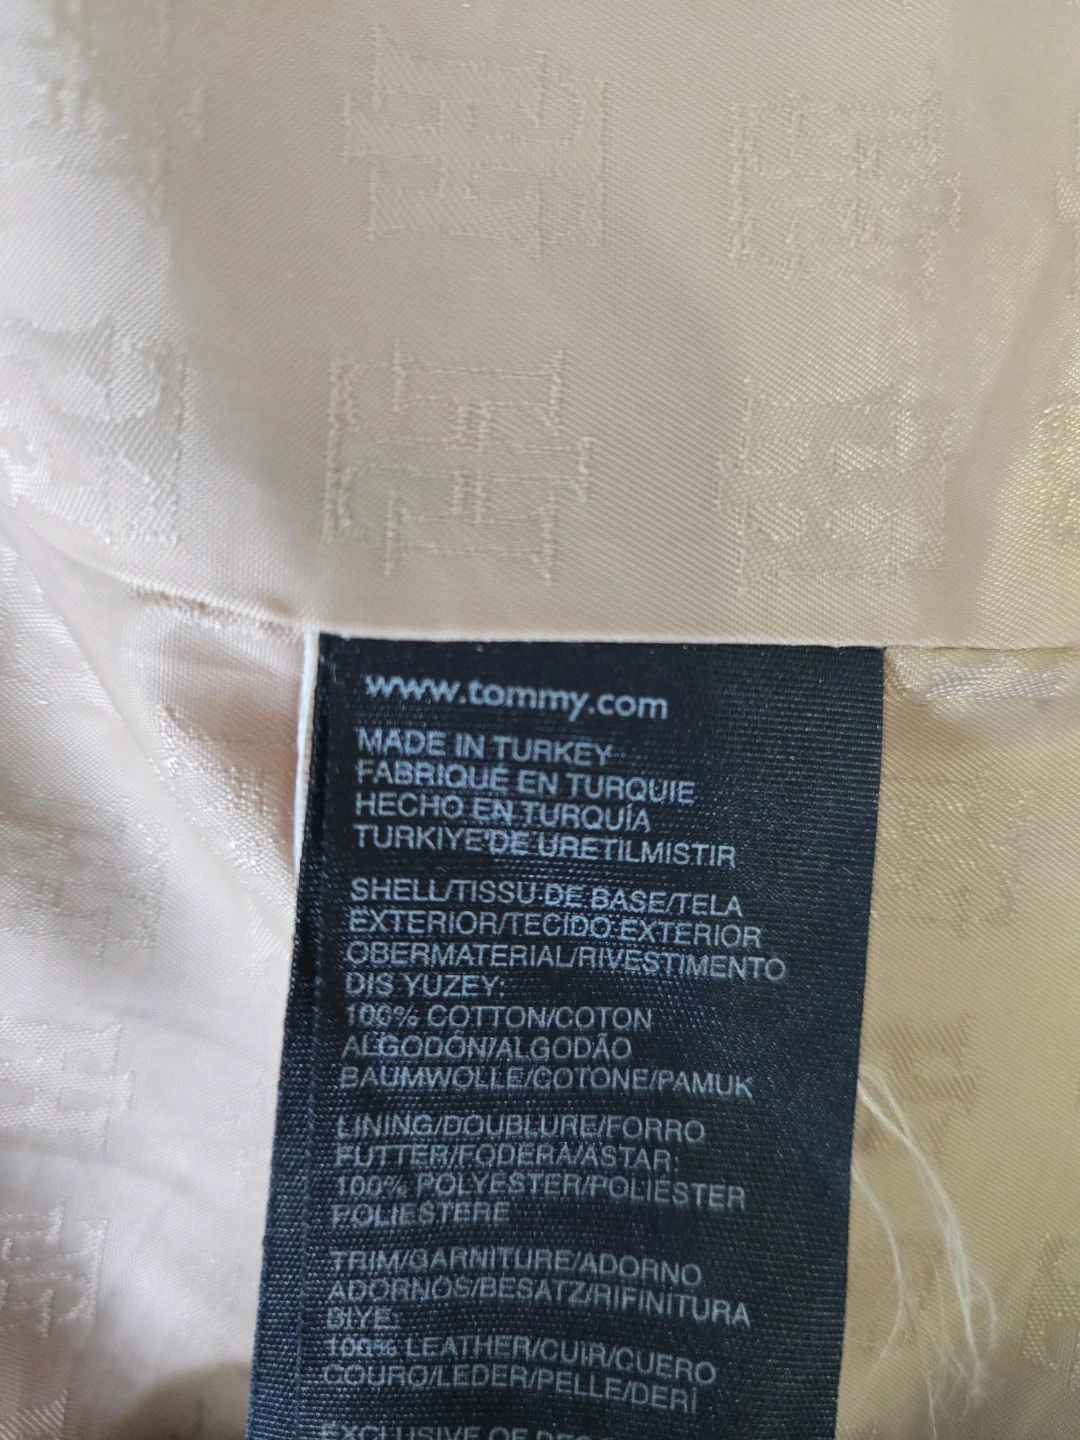 www.tommy.com
MADE IN TURKEY
FABRIQUÉ EN TURQUIE
HECHO EN TURQUÍA
TURKIYE'DE URETILMISTIR
SHELL/TISSU DE BASE/TELA
EXTERIOR/TECIDO EXTERIOR
OBERMATERIAL/RIVESTIMENTO
DIS YUZEY:
100% COTTON/COTON
ALGODÓN/ALGODÃO
BAUMWOLLE/COTONE/PAMUK
LINING/DOUBLURE/FORRO
FUTTER/FODERA/ASTAR:
100% POLYESTER/POLIÉSTER
POLIESTERE
TRIM/GARNITURE/ADORNO
ADORNOS/BESATZ/RIFINITURA
BIYE:
100% LEATHER/CUIR/CUERO
COURO/LEDER/PELLE/DERİ
EXCLUSIVE OF